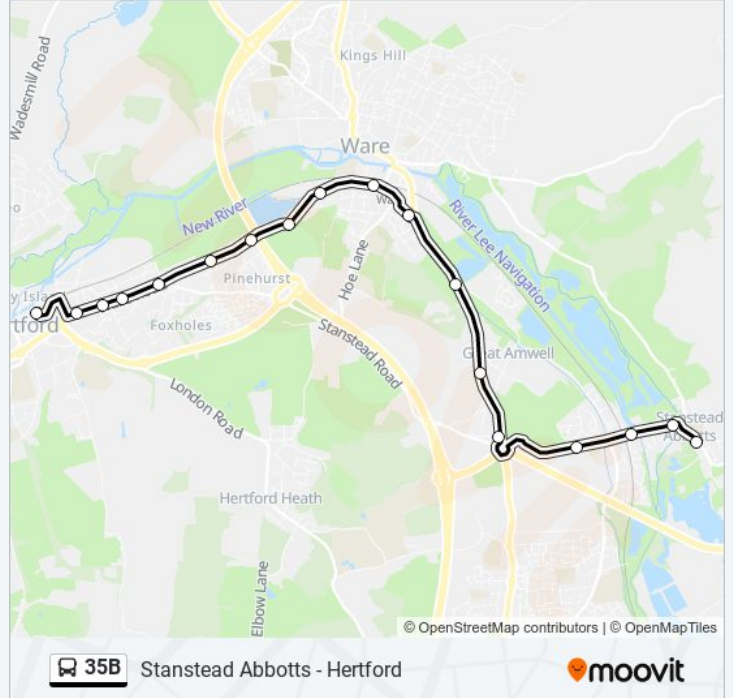 Kings Hill
Wadesmill Road
Ware
New River
River Lee Navigation
Hoe Lane
Pinehurst
tford
Foxholes
Stanstead Road
Great Amwell
London Road
Stanstead
Abbotts
Hertford Heath
Elbow Lane
© OpenStreetMap contributors | © OpenMapTiles
35B Stanstead Abbotts - Hertford
moovit